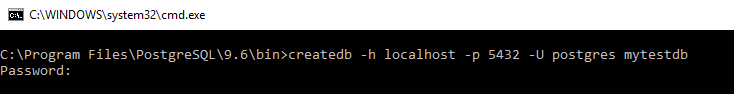 C:\WINDOWS\system32\cmd.exe
C:\Program Files\PostgreSQL\9.6\bin>createdb -h localhost -p 5432 -U postgres mytestdb
Password: